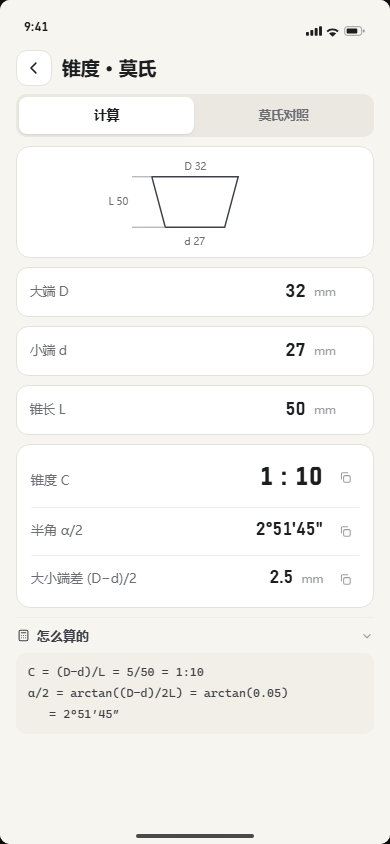 9:41
锥度・莫氏
计算
莫氏对照
D 32
L 50
d 27
大端 D 32 mm
小端 d 27 mm
锥长 L 50 mm
锥度 C 1 : 10
半角 α/2 2°51'45"
大小端差 (D−d)/2 2.5 mm
怎么算的
C = (D−d)/L = 5/50 = 1:10
α/2 = arctan((D−d)/2L) = arctan(0.05)
= 2°51′45″